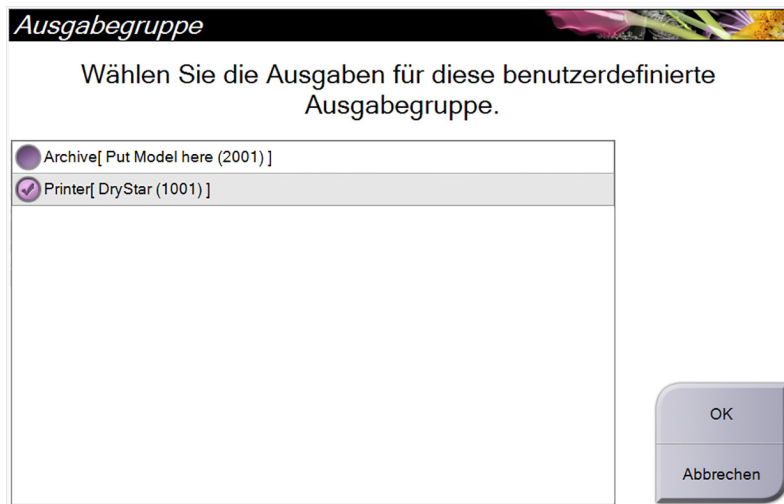 Ausgabegruppe
Wählen Sie die Ausgaben für diese benutzerdefinierte
Ausgabegruppe.
Archive[ Put Model here (2001) ]
Printer[ DryStar (1001) ]
OK
Abbrechen